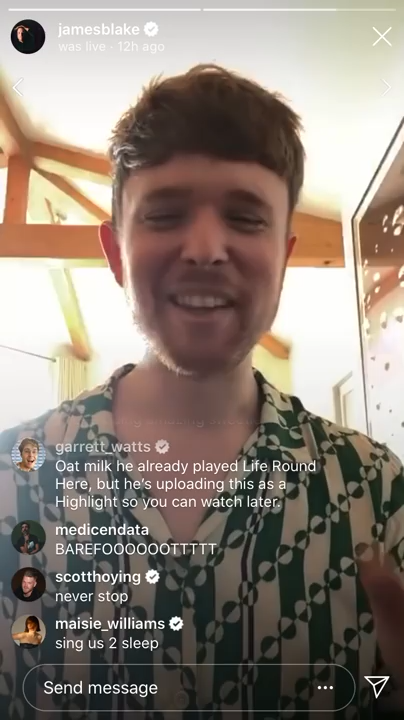 jamesblake
was live · 12h ago
garrett_watts
Oat milk he already played Life Round
Here, but he's uploading this as a
Highlight so you can watch later.
medicendata
BAREFOOOOOOTTTTT
scotthoying
never stop
maisie_williams
sing us 2 sleep
Send message